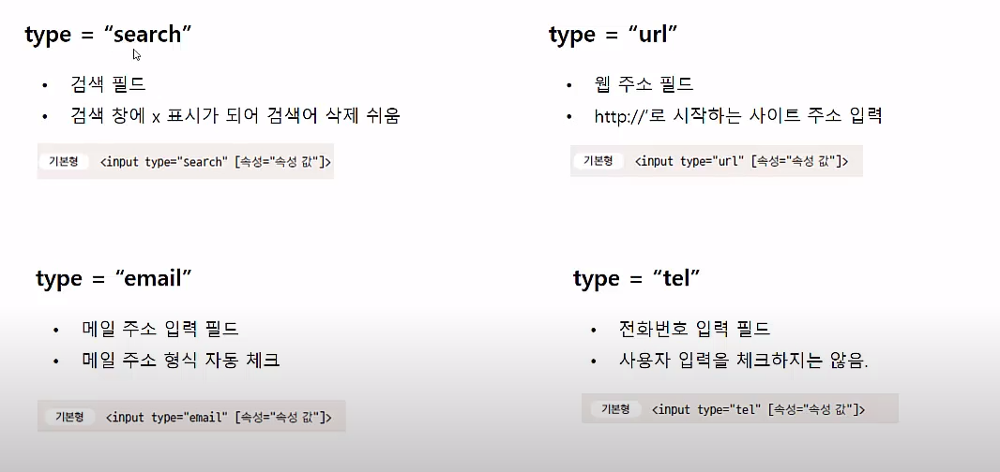 type = “search”
• 검색 필드
• 검색 창에 x 표시가 되어 검색어 삭제 쉬움
기본형 <input type="search" [속성="속성 값"]>
type = “url”
• 웹 주소 필드
• http://’로 시작하는 사이트 주소 입력
기본형 <input type="url" [속성="속성 값"]>
type = “email”
• 메일 주소 입력 필드
• 메일 주소 형식 자동 체크
기본형 <input type="email" [속성="속성 값"]>
type = “tel”
• 전화번호 입력 필드
• 사용자 입력을 체크하지는 않음.
기본형 <input type="tel" [속성="속성 값"]>